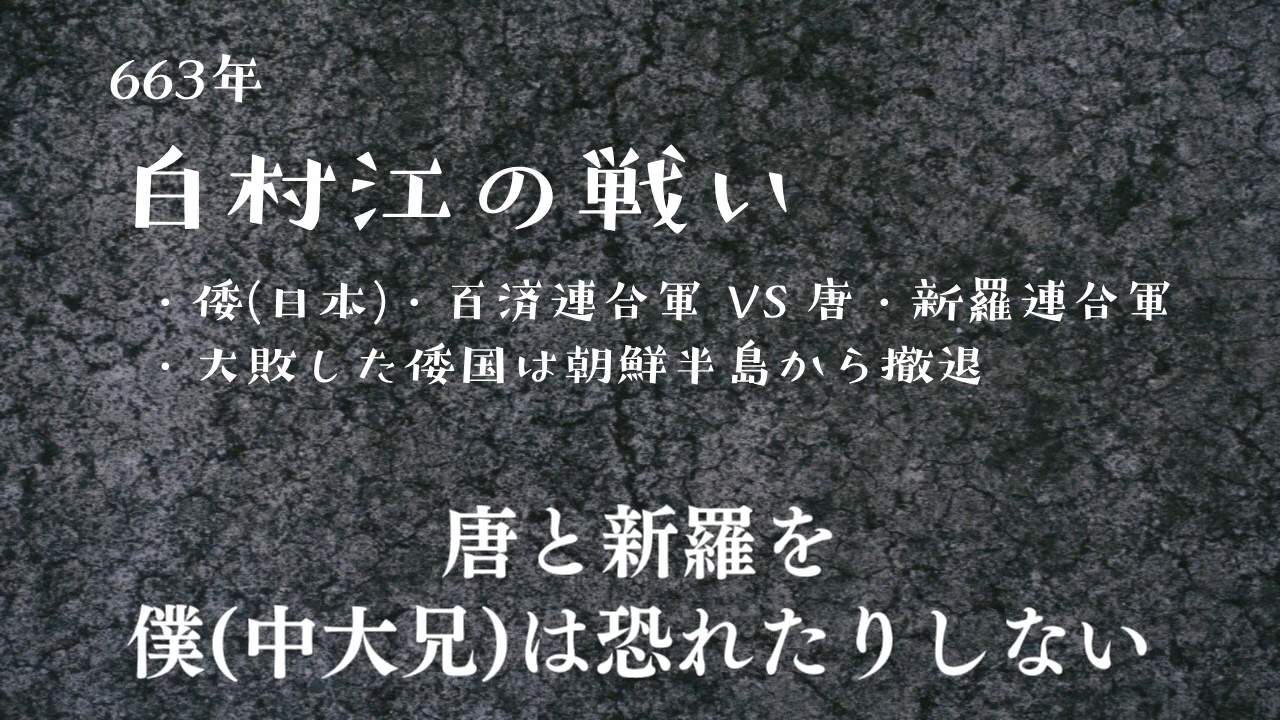 663年
白村江の戦い
・倭(日本)・百済連合軍 VS 唐・新羅連合軍
・大敗した倭国は朝鮮半島から撤退
唐と新羅を
僕(中大兄)は恐れたりしない